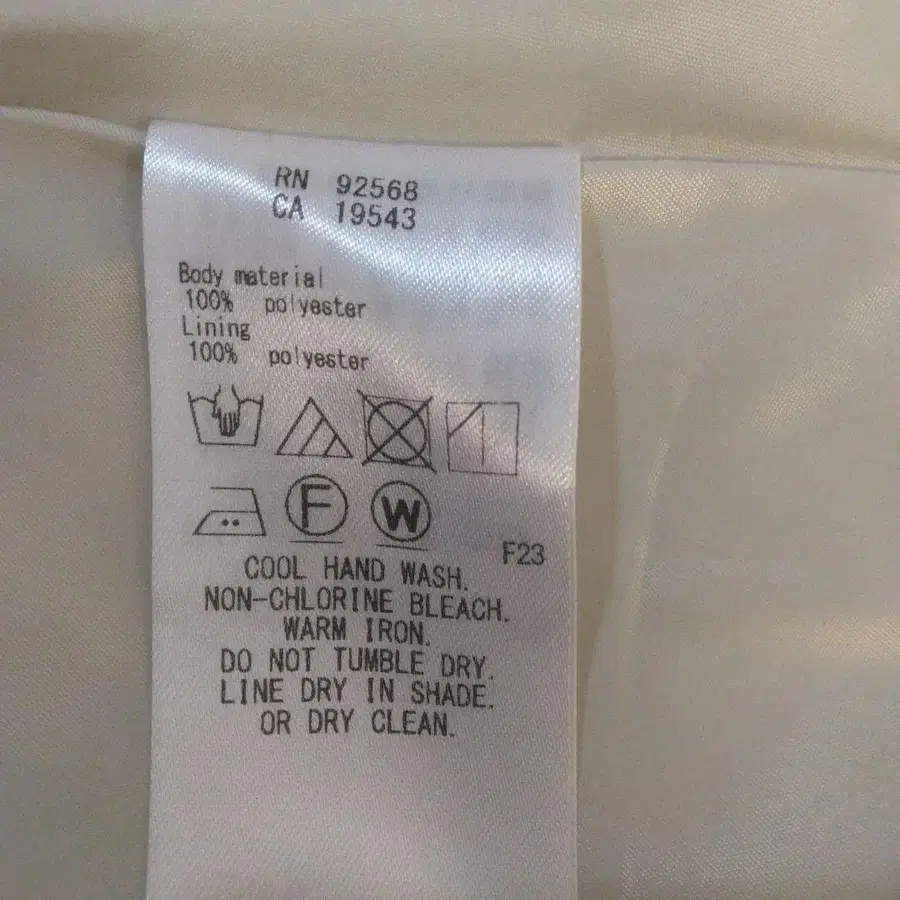 RN 92568
CA 19543
Body material
100% polyester
Lining
100% polyester
F
W
F23
COOL HAND WASH.
NON-CHLORINE BLEACH.
WARM IRON.
DO NOT TUMBLE DRY.
LINE DRY IN SHADE.
OR DRY CLEAN.